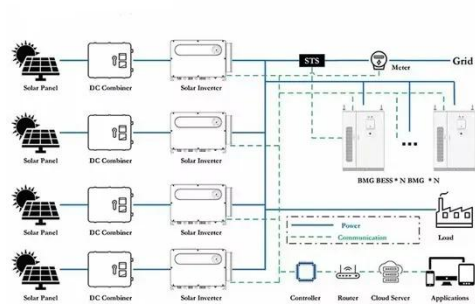 STS
Meter
Grid
Solar Panel
DC Combiner
Solar Inverter
Solar Panel
DC Combiner
Solar Inverter
BMG BESS * N BMG * N
Solar Panel
DC Combiner
Solar Inverter
Power
Communication
Load
Solar Panel
DC Combiner
Solar Inverter
Controller
Router
Cloud Server
Applications